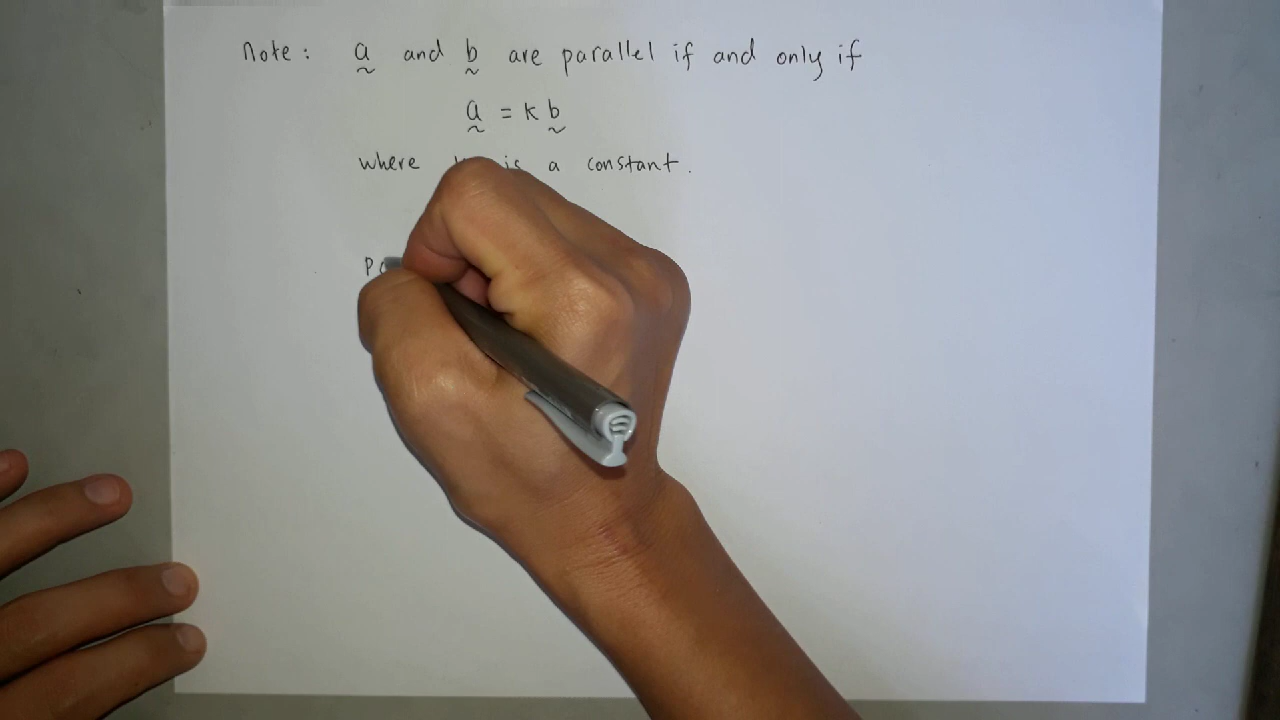 Note: a and b are parallel if and only if
a = k b
where is a constant.